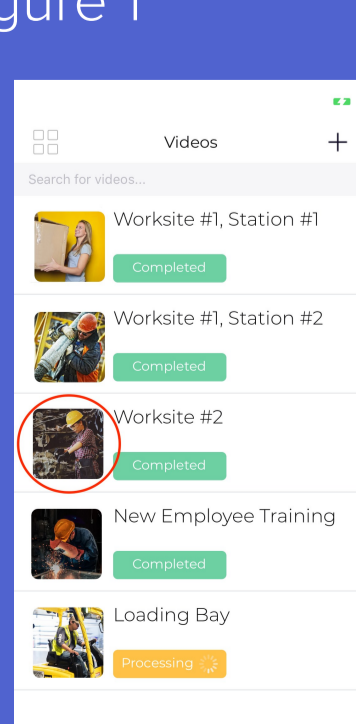 Figure 1
Videos
Search for videos...
Worksite #1, Station #1
Completed
Worksite #1, Station #2
Completed
Worksite #2
Completed
New Employee Training
Completed
Loading Bay
Processing